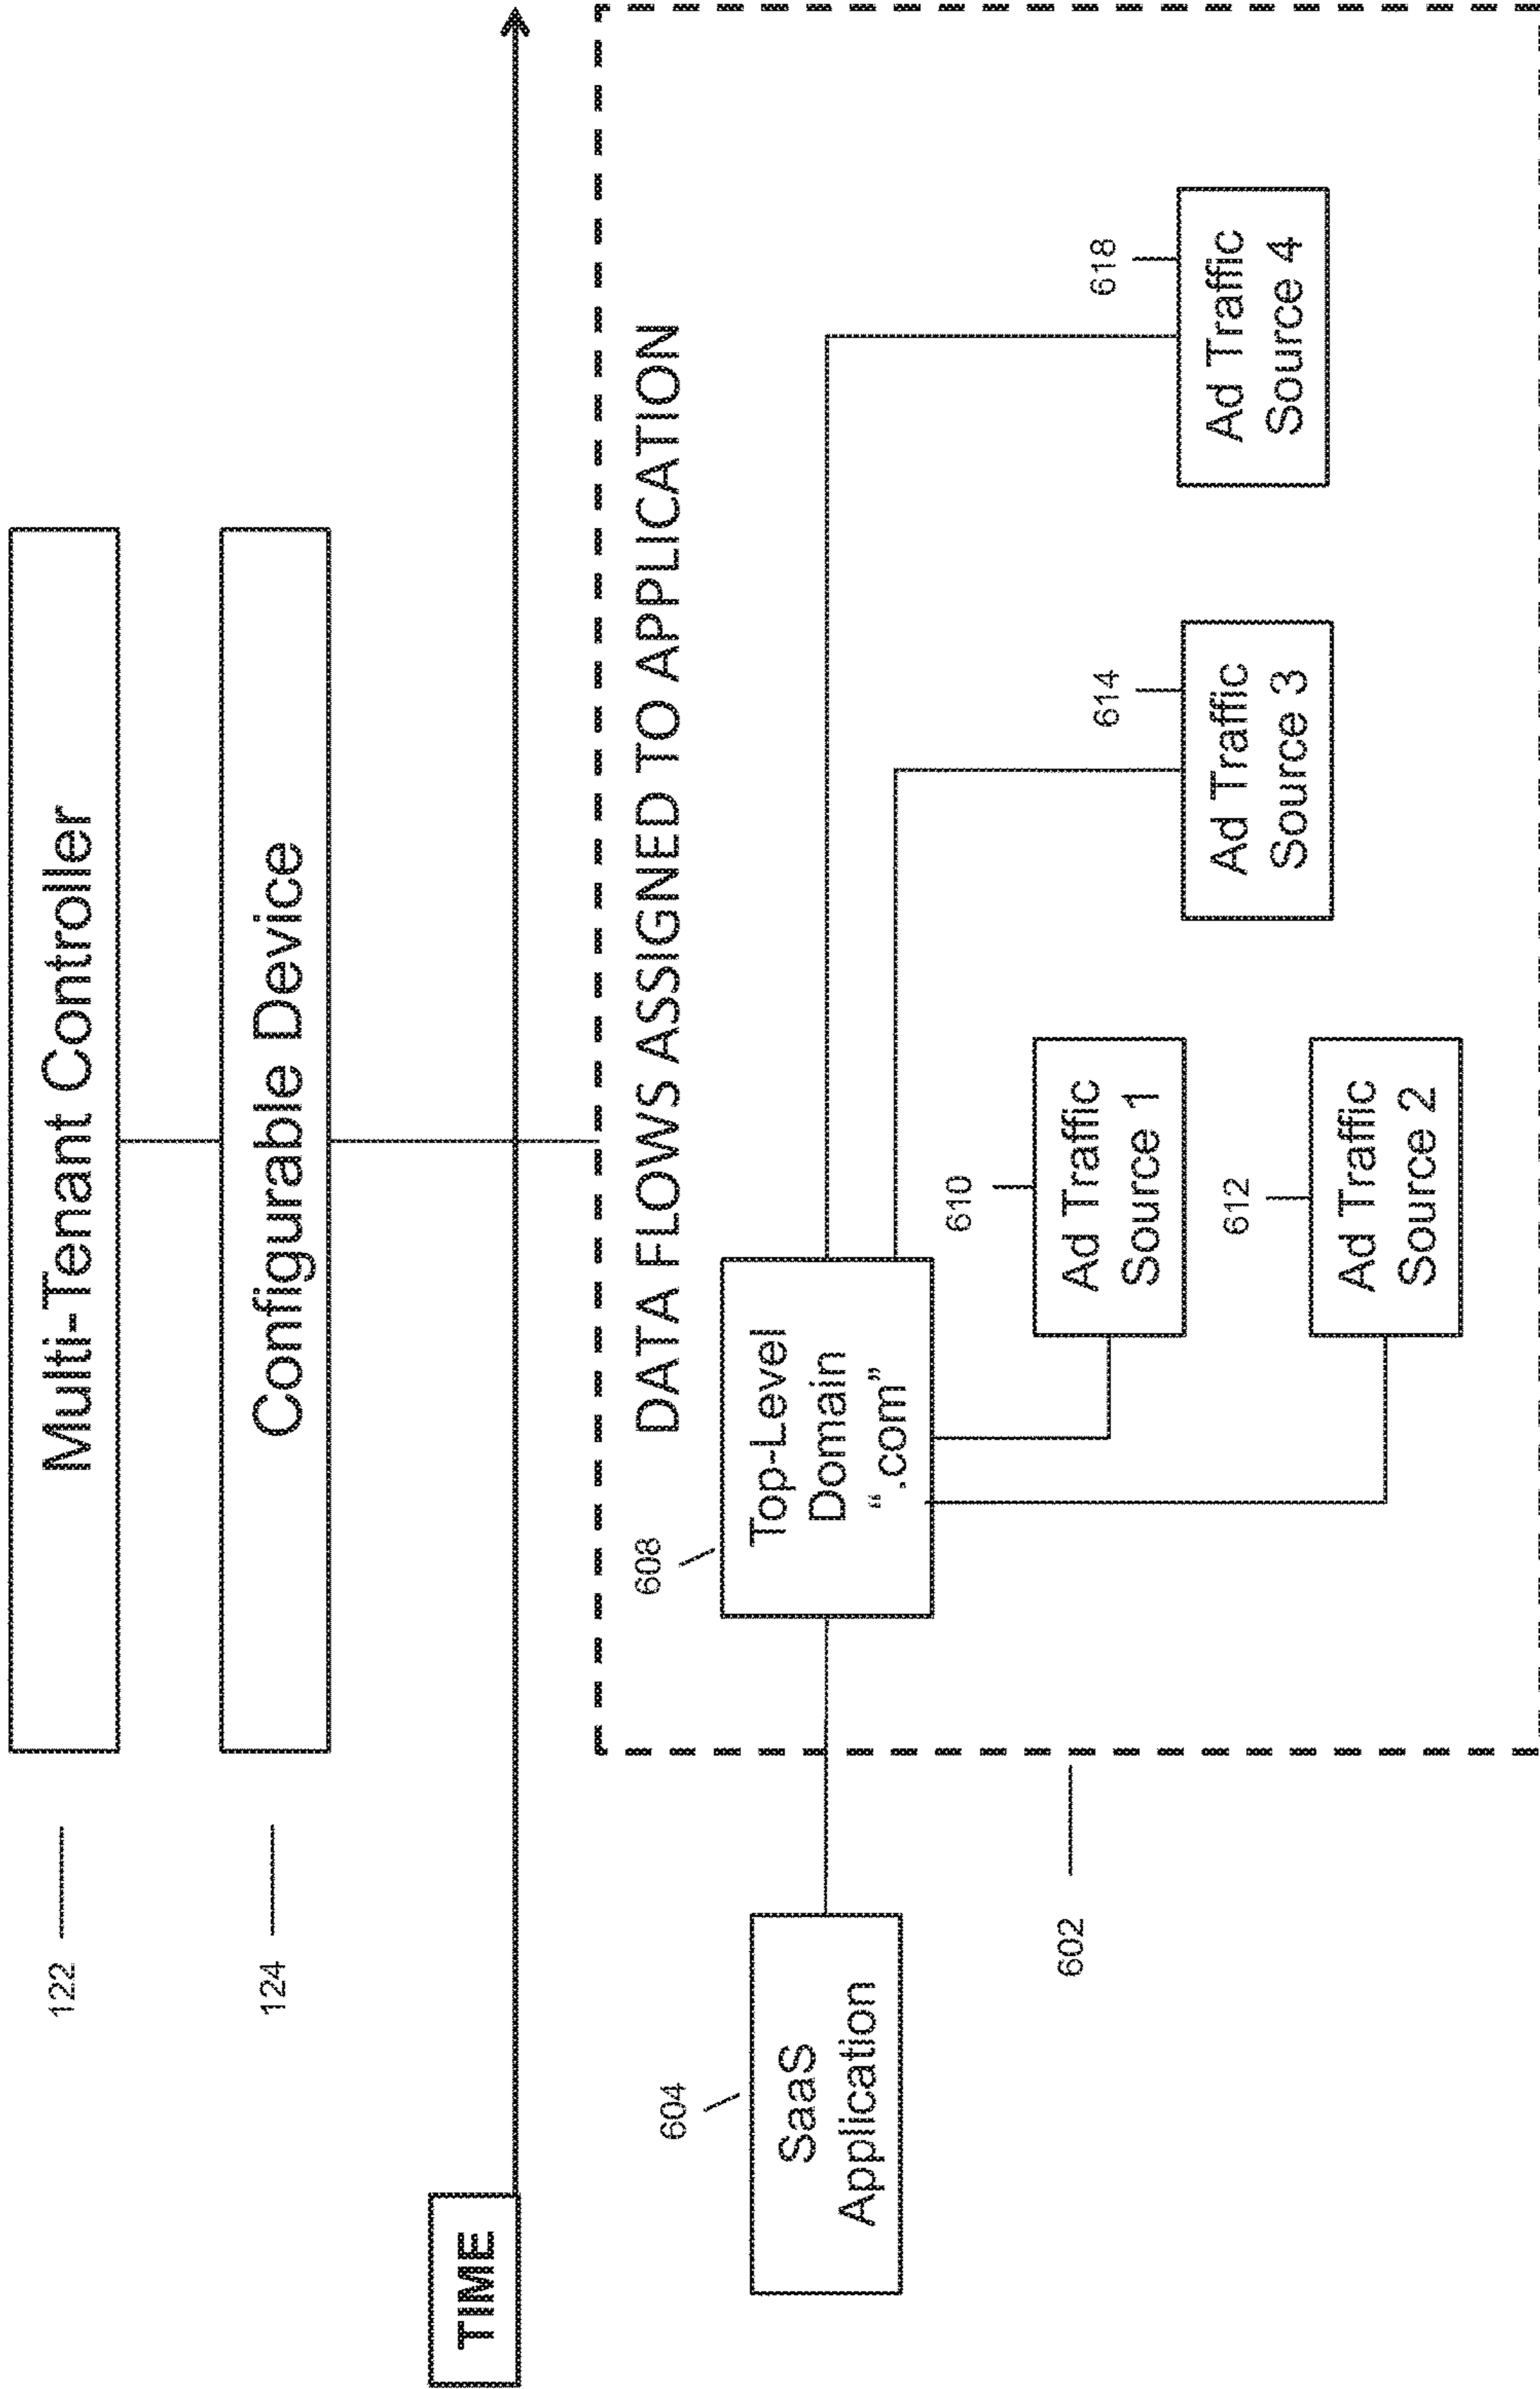 122
Multi-Tenant Controller
124
Configurable Device
TIME
DATA FLOWS ASSIGNED TO APPLICATION
604
SaaS
Application
602
608
Top-Level
Domain
“.com”
610
Ad Traffic
Source 1
612
Ad Traffic
Source 2
614
Ad Traffic
Source 3
618
Ad Traffic
Source 4